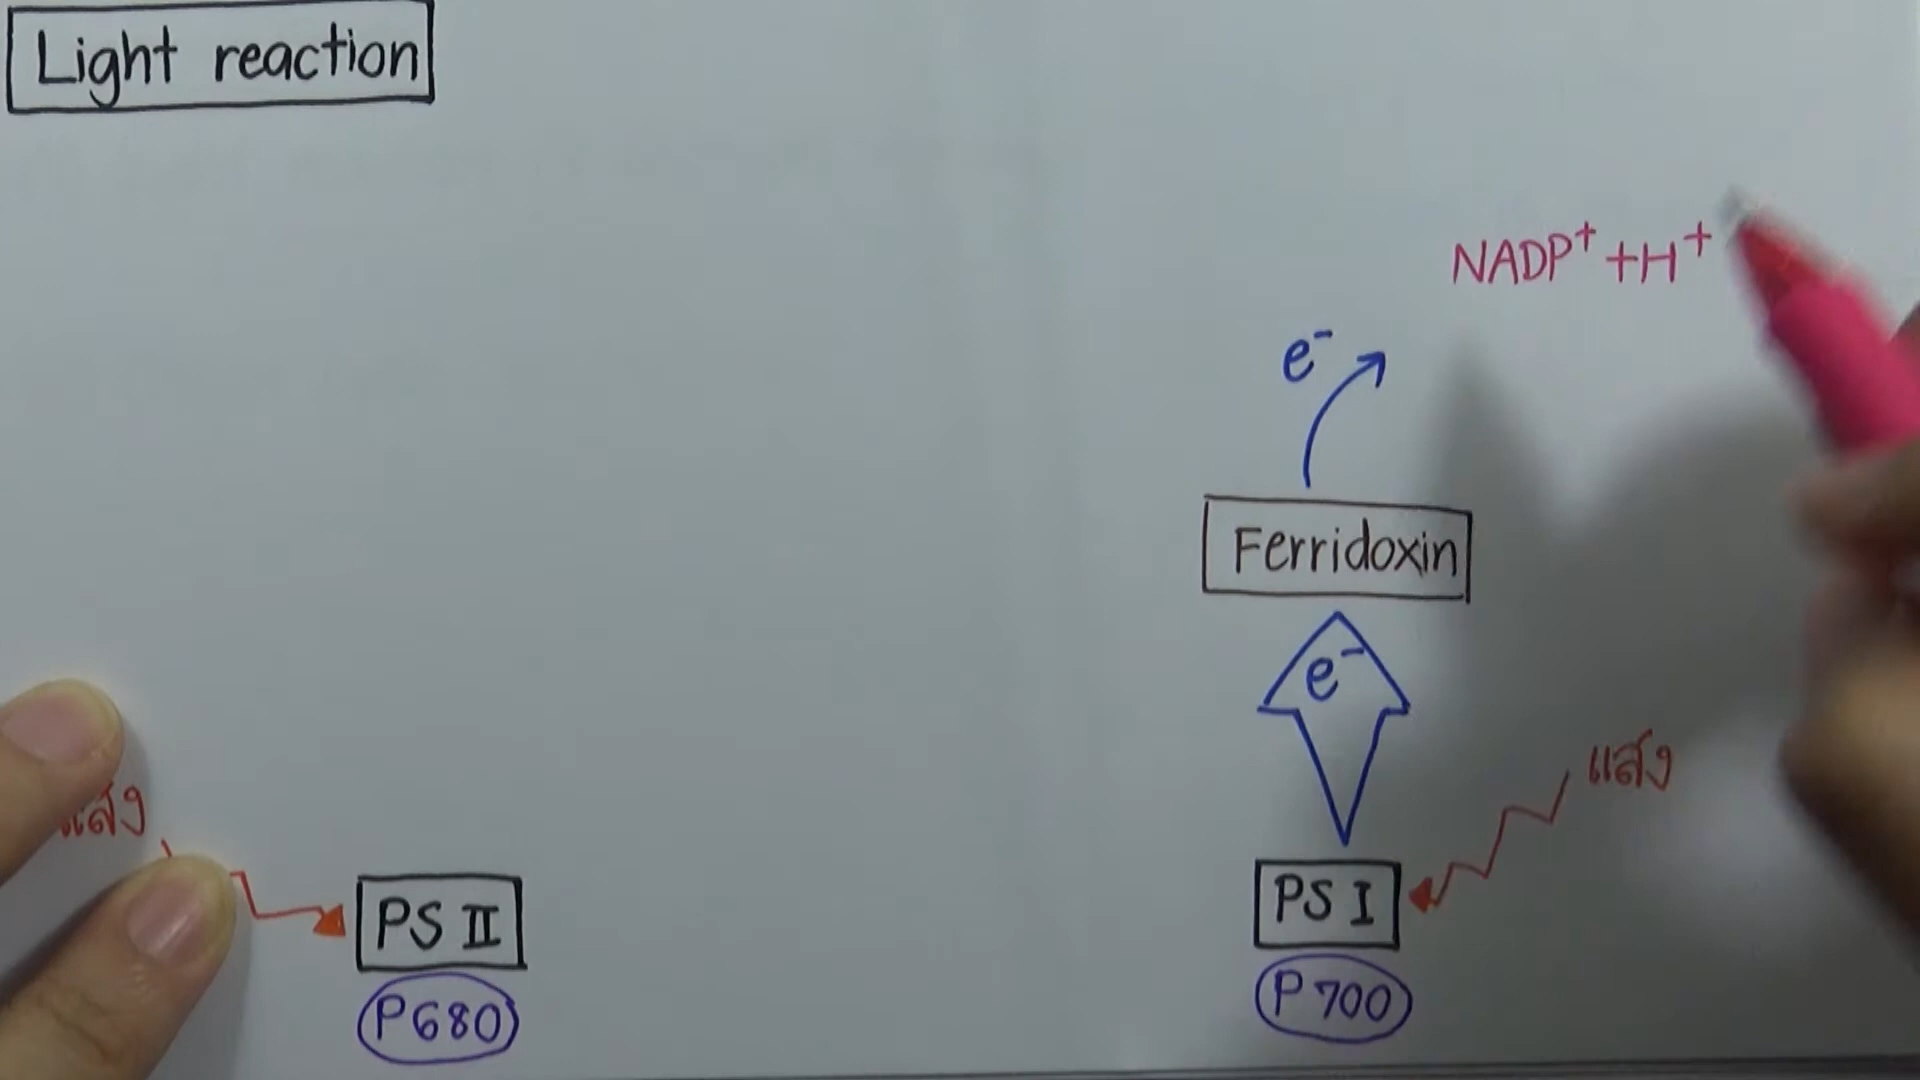 Light reaction
NADP⁺ + H⁺
e⁻
Ferridoxin
e⁻
แสง
แสง
PS II
PS I
P680
P700